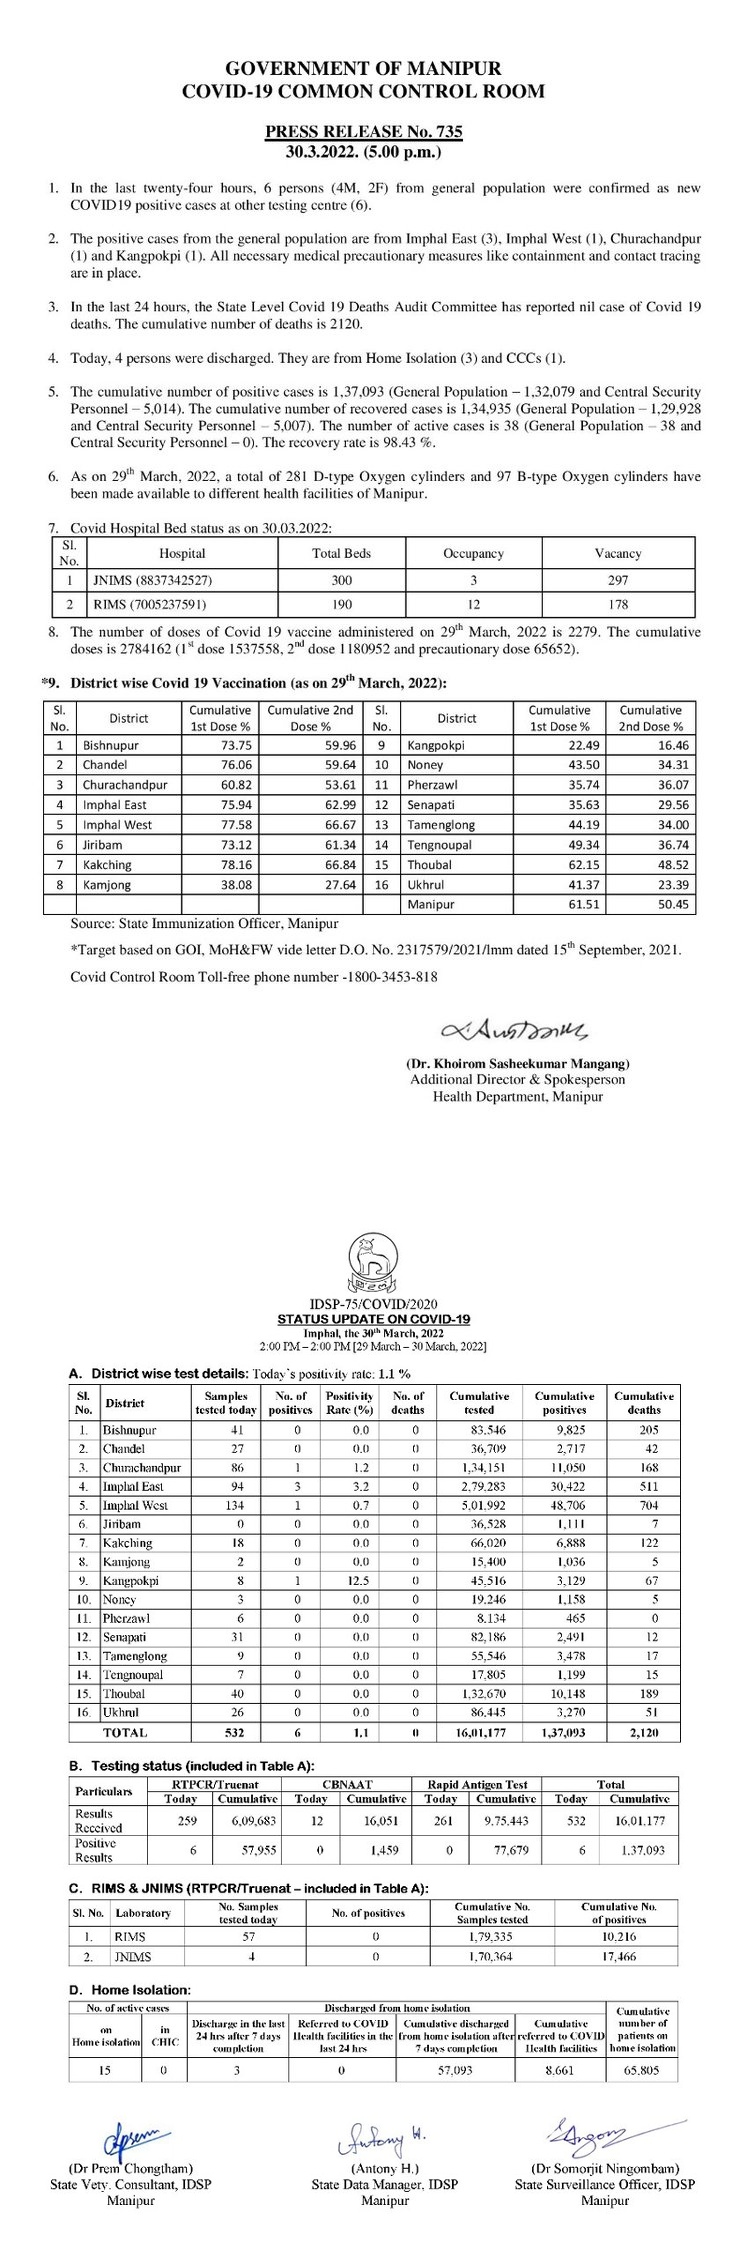 GOVERNMENT OF MANIPUR
COVID-19 COMMON CONTROL ROOM
PRESS RELEASE No. 735
30.3.2022. (5.00 p.m.)
1. In the last twenty-four hours, 6 persons (4M, 2F) from general population were confirmed as new
COVID19 positive cases at other testing centre (6).
2. The positive cases from the general population are from Imphal East (3), Imphal West (1), Churachandpur
(1) and Kangpokpi (1). All necessary medical precautionary measures like containment and contact tracing
are in place.
3. In the last 24 hours, the State Level Covid 19 Deaths Audit Committee has reported nil case of Covid 19
deaths. The cumulative number of deaths is 2120.
4. Today, 4 persons were discharged. They are from Home Isolation (3) and CCCs (1).
5. The cumulative number of positive cases is 1,37,093 (General Population – 1,32,079 and Central Security
Personnel – 5,014). The cumulative number of recovered cases is 1,34,935 (General Population – 1,29,928
and Central Security Personnel – 5,007). The number of active cases is 38 (General Population – 38 and
Central Security Personnel – 0). The recovery rate is 98.43 %.
6. As on 29th March, 2022, a total of 281 D-type Oxygen cylinders and 97 B-type Oxygen cylinders have
been made available to different health facilities of Manipur.
7. Covid Hospital Bed status as on 30.03.2022:
Sl. No. Hospital Total Beds Occupancy Vacancy
1 JNIMS (8837342527) 300 3 297
2 RIMS (7005237591) 190 12 178
8. The number of doses of Covid 19 vaccine administered on 29th March, 2022 is 2279. The cumulative
doses is 2784162 (1st dose 1537558, 2nd dose 1180952 and precautionary dose 65652).
*9. District wise Covid 19 Vaccination (as on 29th March, 2022):
Sl. No. District Cumulative 1st Dose % Cumulative 2nd Dose % Sl. No. District Cumulative 1st Dose % Cumulative 2nd Dose %
1 Bishnupur 73.75 59.96 9 Kangpokpi 22.49 16.46
2 Chandel 76.06 59.64 10 Noney 43.50 34.31
3 Churachandpur 60.82 53.61 11 Pherzawl 35.74 36.07
4 Imphal East 75.94 62.99 12 Senapati 35.63 29.56
5 Imphal West 77.58 66.67 13 Tamenglong 44.19 34.00
6 Jiribam 73.12 61.34 14 Tengnoupal 49.34 36.74
7 Kakching 78.16 66.84 15 Thoubal 62.15 48.52
8 Kamjong 38.08 27.64 16 Ukhrul 41.37 23.39
Manipur 61.51 50.45
Source: State Immunization Officer, Manipur
*Target based on GOI, MoH&FW vide letter D.O. No. 2317579/2021/Imm dated 15th September, 2021.
Covid Control Room Toll-free phone number -1800-3453-818
(Dr. Khoirom Sasheekumar Mangang)
Additional Director & Spokesperson
Health Department, Manipur
IDSP-75/COVID/2020
STATUS UPDATE ON COVID-19
Imphal, the 30th March, 2022
2:00 PM – 2:00 PM [29 March – 30 March, 2022]
A. District wise test details: Today's positivity rate: 1.1 %
Sl. No. District Samples tested today No. of positives Positivity Rate (%) No. of deaths Cumulative tested Cumulative positives Cumulative deaths
1. Bishnupur 41 0 0.0 0 83,546 9,825 205
2. Chandel 27 0 0.0 0 36,709 2,717 42
3. Churachandpur 86 1 1.2 0 1,34,151 11,050 168
4. Imphal East 94 3 3.2 0 2,79,283 30,422 511
5. Imphal West 134 1 0.7 0 5,01,992 48,706 704
6. Jiribam 0 0 0.0 0 36,528 1,111 7
7. Kakching 18 0 0.0 0 66,020 6,888 122
8. Kamjong 2 0 0.0 0 15,400 1,036 5
9. Kangpokpi 8 1 12.5 0 45,516 3,129 67
10. Noney 3 0 0.0 0 19,246 1,158 5
11. Pherzawl 6 0 0.0 0 8,134 465 0
12. Senapati 31 0 0.0 0 82,186 2,491 12
13. Tamenglong 9 0 0.0 0 55,546 3,478 17
14. Tengnoupal 7 0 0.0 0 17,805 1,199 15
15. Thoubal 40 0 0.0 0 1,32,670 10,148 189
16. Ukhrul 26 0 0.0 0 86,445 3,270 51
TOTAL 532 6 1.1 0 16,01,177 1,37,093 2,120
B. Testing status (included in Table A):
Particulars RTPCR/Truenat CBNAAT Rapid Antigen Test Total
Today Cumulative Today Cumulative Today Cumulative Today Cumulative
Results Received 259 6,09,683 12 16,051 261 9,75,443 532 16,01,177
Positive Results 6 57,955 0 1,459 0 77,679 6 1,37,093
C. RIMS & JNIMS (RTPCR/Truenat – included in Table A):
Sl. No. Laboratory No. Samples tested today No. of positives Cumulative No. Samples tested Cumulative No. of positives
1. RIMS 57 0 1,79,335 10,216
2. JNIMS 4 0 1,70,364 17,466
D. Home Isolation:
No. of active cases Discharged from home isolation Cumulative number of patients on home isolation
on Home isolation in CHIC Discharge in the last 24 hrs after 7 days completion Referred to COVID Health facilities in the last 24 hrs Cumulative discharged from home isolation after 7 days completion Cumulative referred to COVID Health facilities
15 0 3 0 57,093 8,661 65,805
Antony H.
(Dr Prem Chongtham) (Antony H.) (Dr Somorjit Ningombam)
State Vety. Consultant, IDSP State Data Manager, IDSP State Surveillance Officer, IDSP
Manipur Manipur Manipur